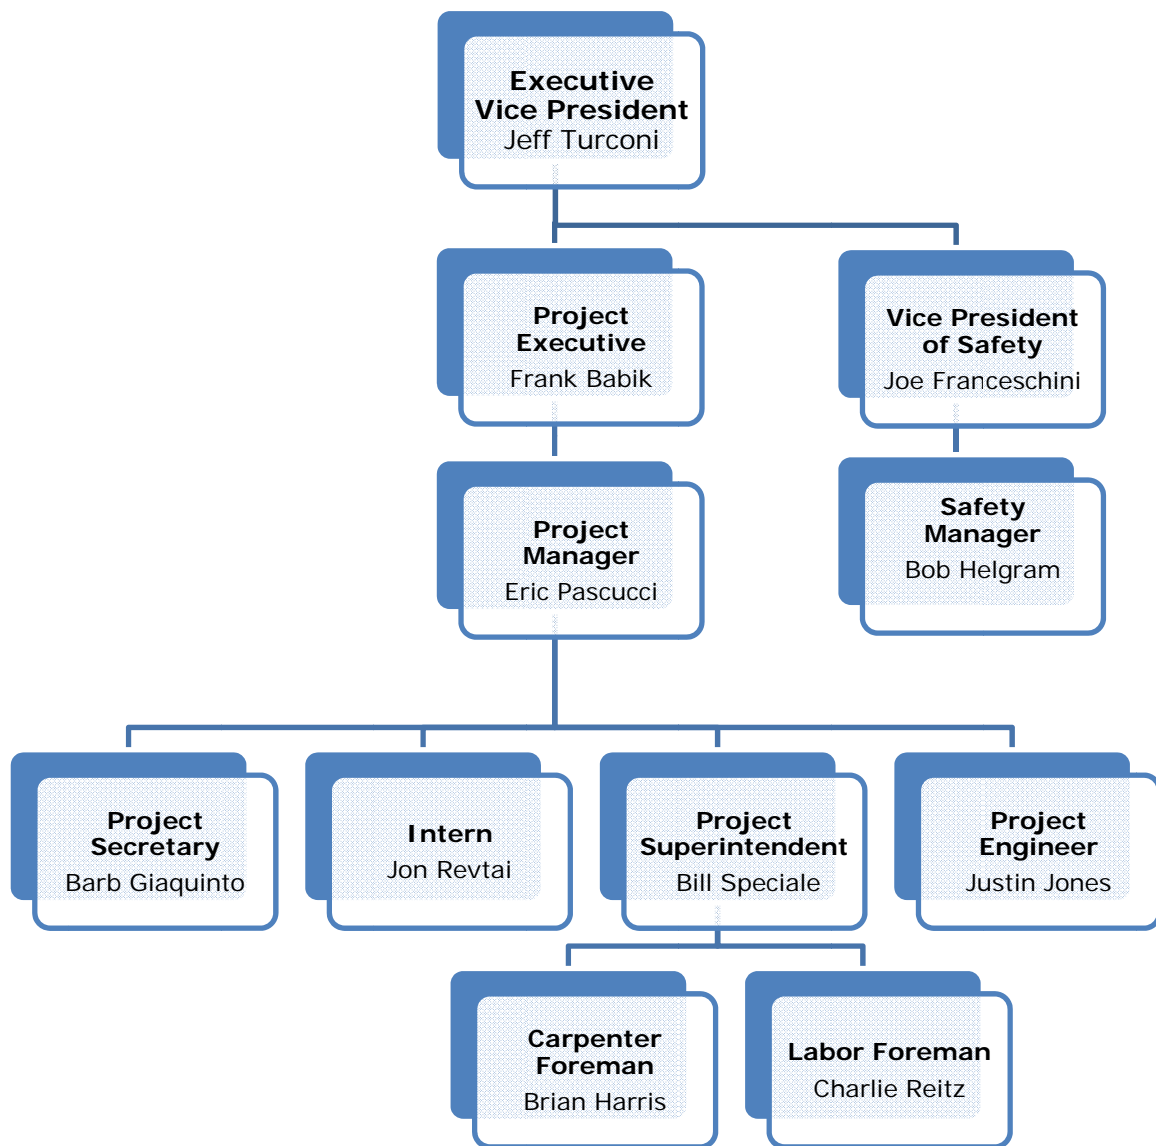 Executive
Vice President
Jeff Turconi
Project
Executive
Frank Babik
Vice President
of Safety
Joe Franceschini
Project
Manager
Eric Pascucci
Safety
Manager
Bob Helgram
Project
Secretary
Barb Giaquinto
Intern
Jon Revtai
Project
Superintendent
Bill Speciale
Project
Engineer
Justin Jones
Carpenter
Foreman
Brian Harris
Labor Foreman
Charlie Reitz